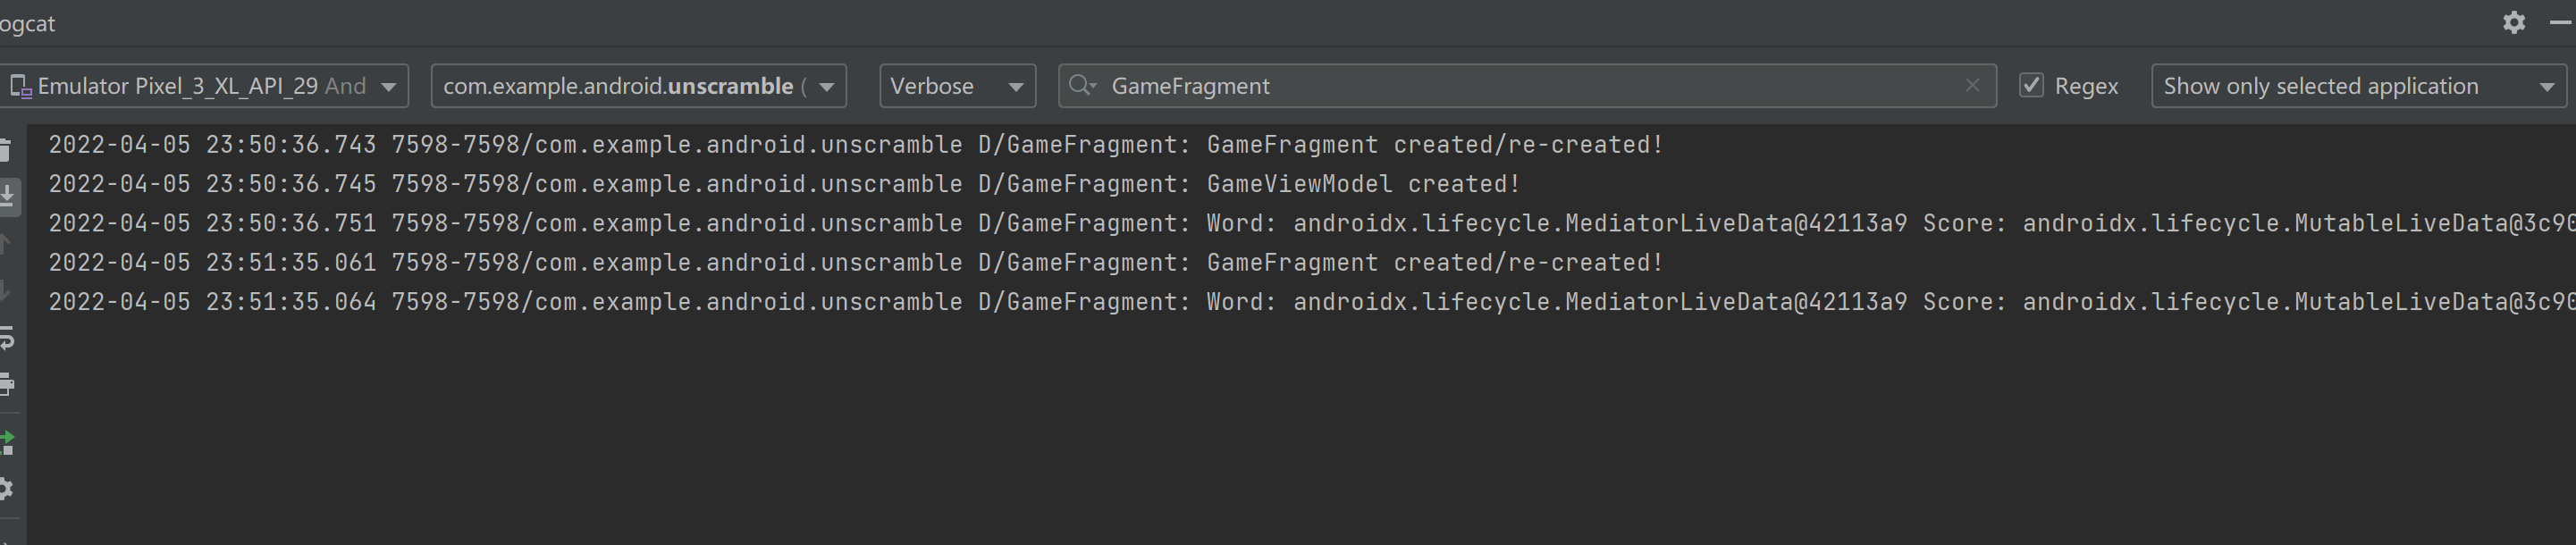 ogcat
Emulator Pixel_3_XL_API_29 And com.example.android.unscramble ( Verbose GameFragment Regex Show only selected application
2022-04-05 23:50:36.743 7598-7598/com.example.android.unscramble D/GameFragment: GameFragment created/re-created!
2022-04-05 23:50:36.745 7598-7598/com.example.android.unscramble D/GameFragment: GameViewModel created!
2022-04-05 23:50:36.751 7598-7598/com.example.android.unscramble D/GameFragment: Word: androidx.lifecycle.MediatorLiveData@42113a9 Score: androidx.lifecycle.MutableLiveData@3c90
2022-04-05 23:51:35.061 7598-7598/com.example.android.unscramble D/GameFragment: GameFragment created/re-created!
2022-04-05 23:51:35.064 7598-7598/com.example.android.unscramble D/GameFragment: Word: androidx.lifecycle.MediatorLiveData@42113a9 Score: androidx.lifecycle.MutableLiveData@3c90